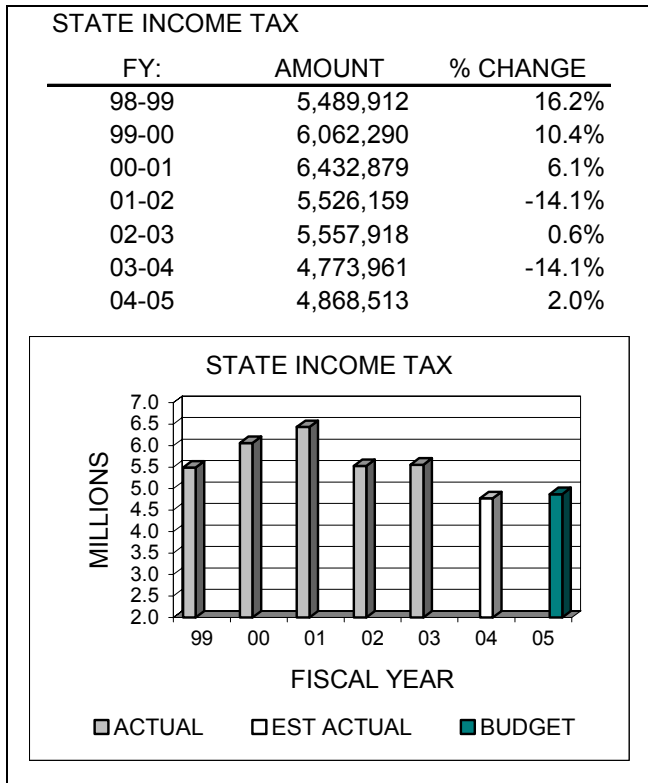 STATE INCOME TAX
FY: AMOUNT % CHANGE
98-99 5,489,912 16.2%
99-00 6,062,290 10.4%
00-01 6,432,879 6.1%
01-02 5,526,159 -14.1%
02-03 5,557,918 0.6%
03-04 4,773,961 -14.1%
04-05 4,868,513 2.0%
STATE INCOME TAX
7.0
6.5
6.0
5.5
5.0
4.5
4.0
3.5
3.0
2.5
2.0
MILLIONS
99 00 01 02 03 04 05
FISCAL YEAR
ACTUAL EST ACTUAL BUDGET